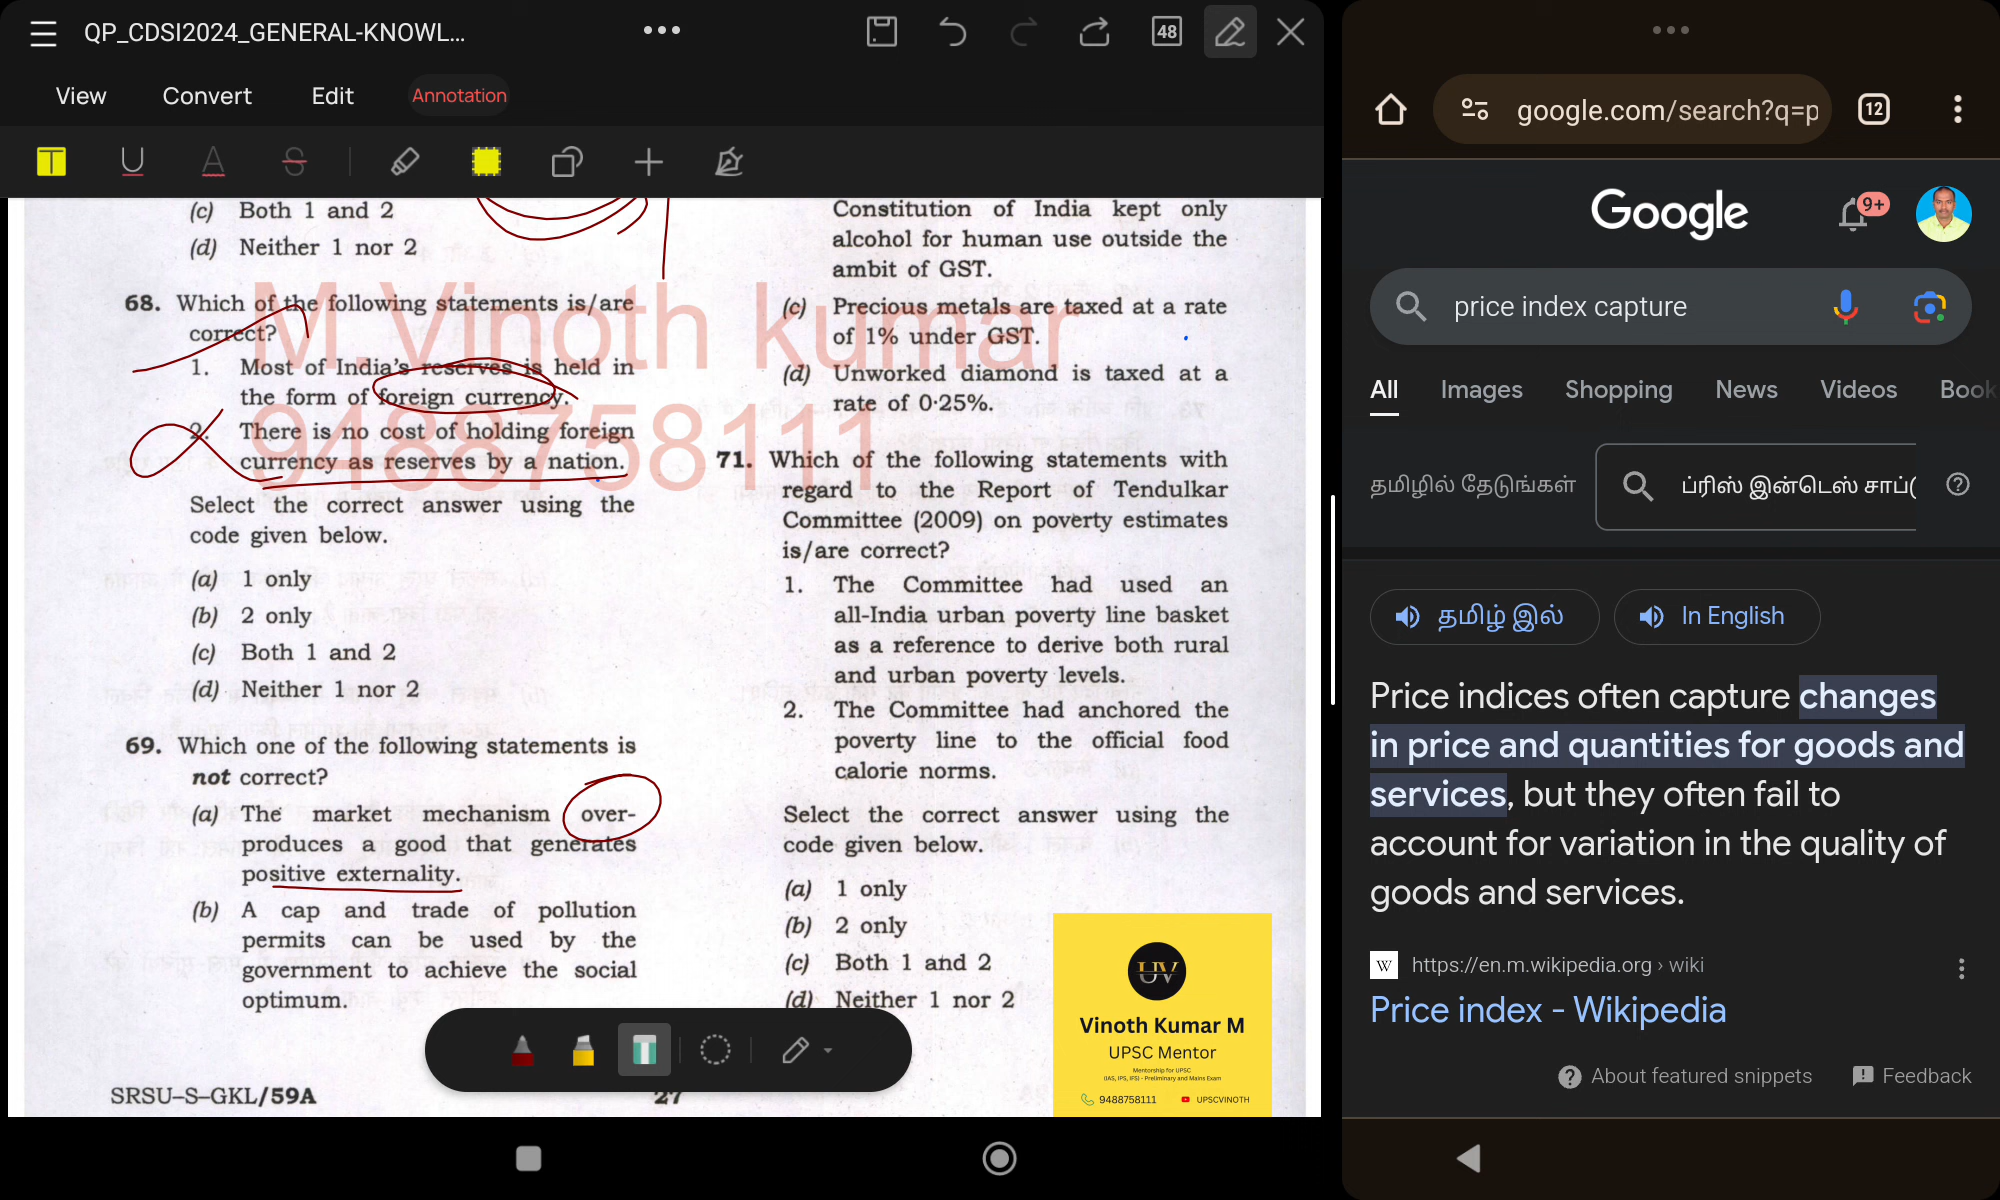 QP_CDSI2024_GENERAL-KNOWL...
48
View
Convert
Edit
Annotation
T
U
A
S
(c) Both 1 and 2
(d) Neither 1 nor 2
68. Which of the following statements is/are
correct?
1. Most of India's reserves is held in
the form of foreign currency.
2. There is no cost of holding foreign
currency as reserves by a nation.
Select the correct answer using the
code given below.
(a) 1 only
(b) 2 only
(c) Both 1 and 2
(d) Neither 1 nor 2
69. Which one of the following statements is
not correct?
(a) The market mechanism over-
produces a good that generates
positive externality.
(b) A cap and trade of pollution
permits can be used by the
government to achieve the social
optimum.
SRSU–S–GKL/59A
27
M.Vinoth kumar
9488758111
Constitution of India kept only
alcohol for human use outside the
ambit of GST.
(c) Precious metals are taxed at a rate
of 1% under GST.
(d) Unworked diamond is taxed at a
rate of 0·25%.
71. Which of the following statements with
regard to the Report of Tendulkar
Committee (2009) on poverty estimates
is/are correct?
1. The Committee had used an
all-India urban poverty line basket
as a reference to derive both rural
and urban poverty levels.
2. The Committee had anchored the
poverty line to the official food
calorie norms.
Select the correct answer using the
code given below.
(a) 1 only
(b) 2 only
(c) Both 1 and 2
(d) Neither 1 nor 2
UV
Vinoth Kumar M
UPSC Mentor
Mentorship for UPSC
(IAS, IPS, IFS) - Preliminary and Mains Exam
9488758111
UPSCVINOTH
google.com/search?q=p
12
Google
9+
price index capture
All
Images
Shopping
News
Videos
Book
தமிழில் தேடுங்கள்
ப்ரிஸ் இன்டெஸ் சாப்(
தமிழ் இல்
In English
Price indices often capture changes
in price and quantities for goods and
services, but they often fail to
account for variation in the quality of
goods and services.
W
https://en.m.wikipedia.org › wiki
Price index - Wikipedia
About featured snippets
Feedback